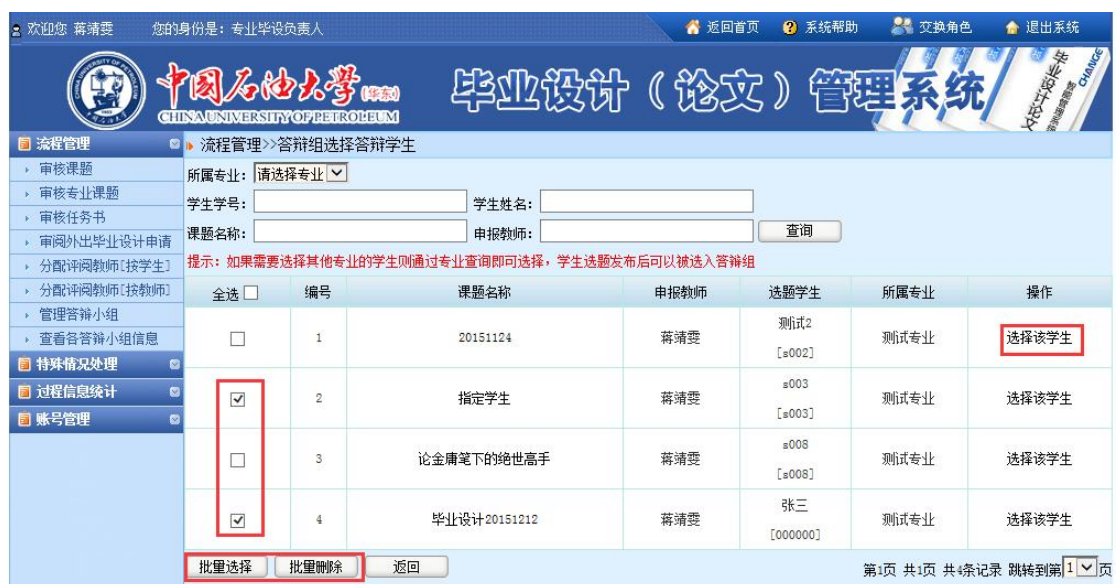 欢迎您 蒋靖雯 您的身份是：专业毕设负责人 返回首页 系统帮助 交换角色 退出系统
中国石油大学(华东) 毕业设计（论文）管理系统
CHINA UNIVERSITY OF PETROLEUM
流程管理
审核课题
审核专业课题
审核任务书
审阅外出毕业设计申请
分配评阅教师[按学生]
分配评阅教师[按教师]
管理答辩小组
查看各答辩小组信息
特殊情况处理
过程信息统计
账号管理
流程管理>>答辩组选择答辩学生
所属专业： 请选择专业
学生学号： 学生姓名：
课题名称： 申报教师： 查询
提示：如果需要选择其他专业的学生则通过专业查询即可选择，学生选题发布后可以被选入答辩组
全选 编号 课题名称 申报教师 选题学生 所属专业 操作
1 20151124 蒋靖雯 测试2 [s002] 测试专业 选择该学生
2 指定学生 蒋靖雯 s003 [s003] 测试专业 选择该学生
3 论金庸笔下的绝世高手 蒋靖雯 s008 [s008] 测试专业 选择该学生
4 毕业设计20151212 蒋靖雯 张三 [000000] 测试专业 选择该学生
批量选择 批量删除 返回 第1页 共1页 共4条记录 跳转到第1页